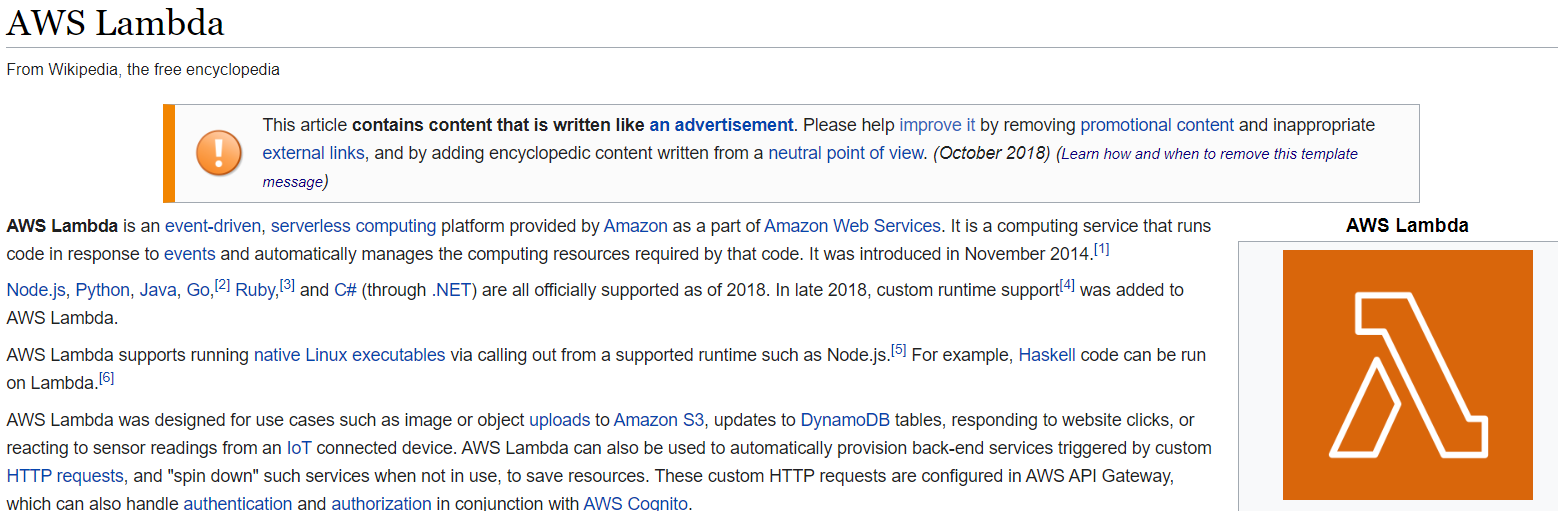 AWS Lambda
From Wikipedia, the free encyclopedia
This article contains content that is written like an advertisement. Please help improve it by removing promotional content and inappropriate
external links, and by adding encyclopedic content written from a neutral point of view. (October 2018) (Learn how and when to remove this template
message)
AWS Lambda is an event-driven, serverless computing platform provided by Amazon as a part of Amazon Web Services. It is a computing service that runs
code in response to events and automatically manages the computing resources required by that code. It was introduced in November 2014.[1]
Node.js, Python, Java, Go,[2] Ruby,[3] and C# (through .NET) are all officially supported as of 2018. In late 2018, custom runtime support[4] was added to
AWS Lambda.
AWS Lambda supports running native Linux executables via calling out from a supported runtime such as Node.js.[5] For example, Haskell code can be run
on Lambda.[6]
AWS Lambda was designed for use cases such as image or object uploads to Amazon S3, updates to DynamoDB tables, responding to website clicks, or
reacting to sensor readings from an IoT connected device. AWS Lambda can also be used to automatically provision back-end services triggered by custom
HTTP requests, and "spin down" such services when not in use, to save resources. These custom HTTP requests are configured in AWS API Gateway,
which can also handle authentication and authorization in conjunction with AWS Cognito.
AWS Lambda